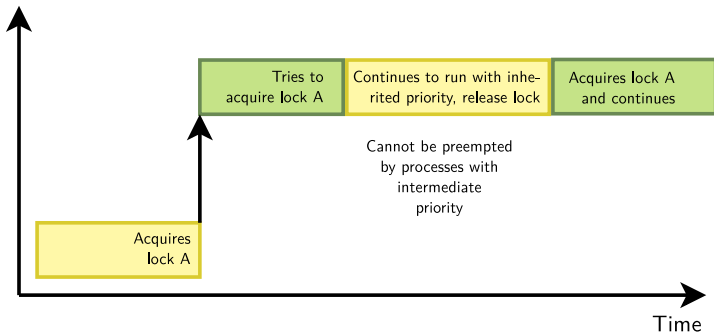 Tries to
acquire lock A
Continues to run with inhe-
rited priority, release lock
Acquires lock A
and continues
Cannot be preempted
by processes with
intermediate
priority
Acquires
lock A
Time